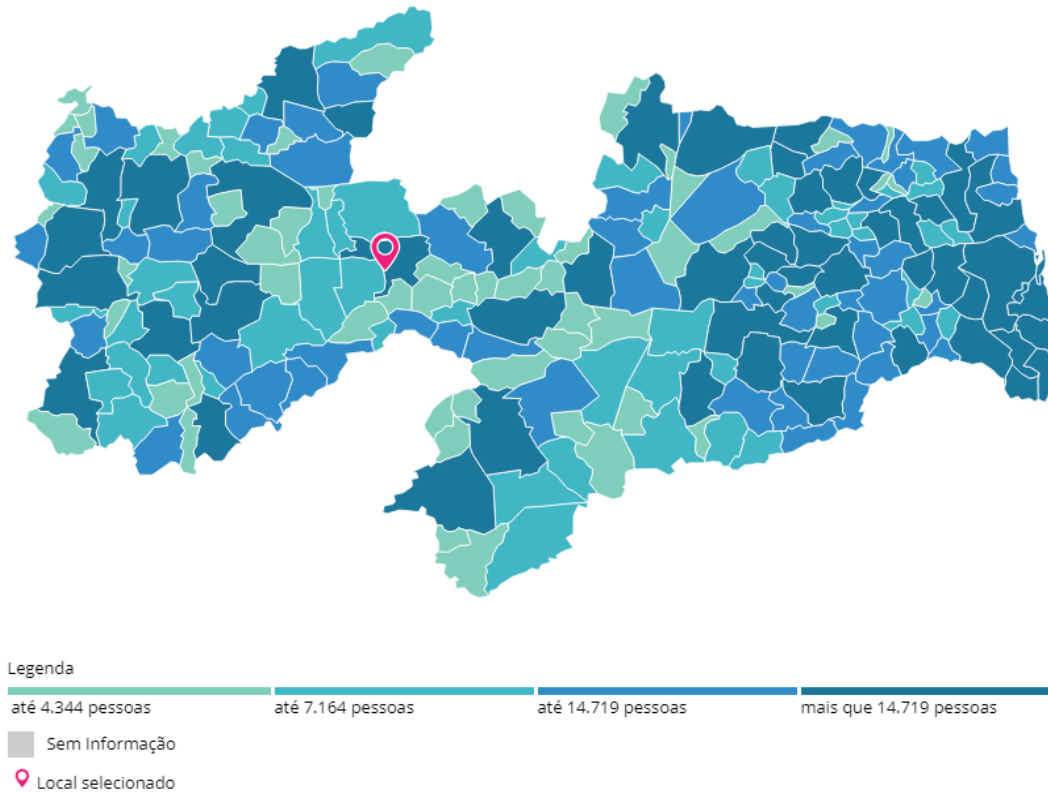 Legenda
até 4.344 pessoas
até 7.164 pessoas
até 14.719 pessoas
mais que 14.719 pessoas
Sem Informação
Local selecionado